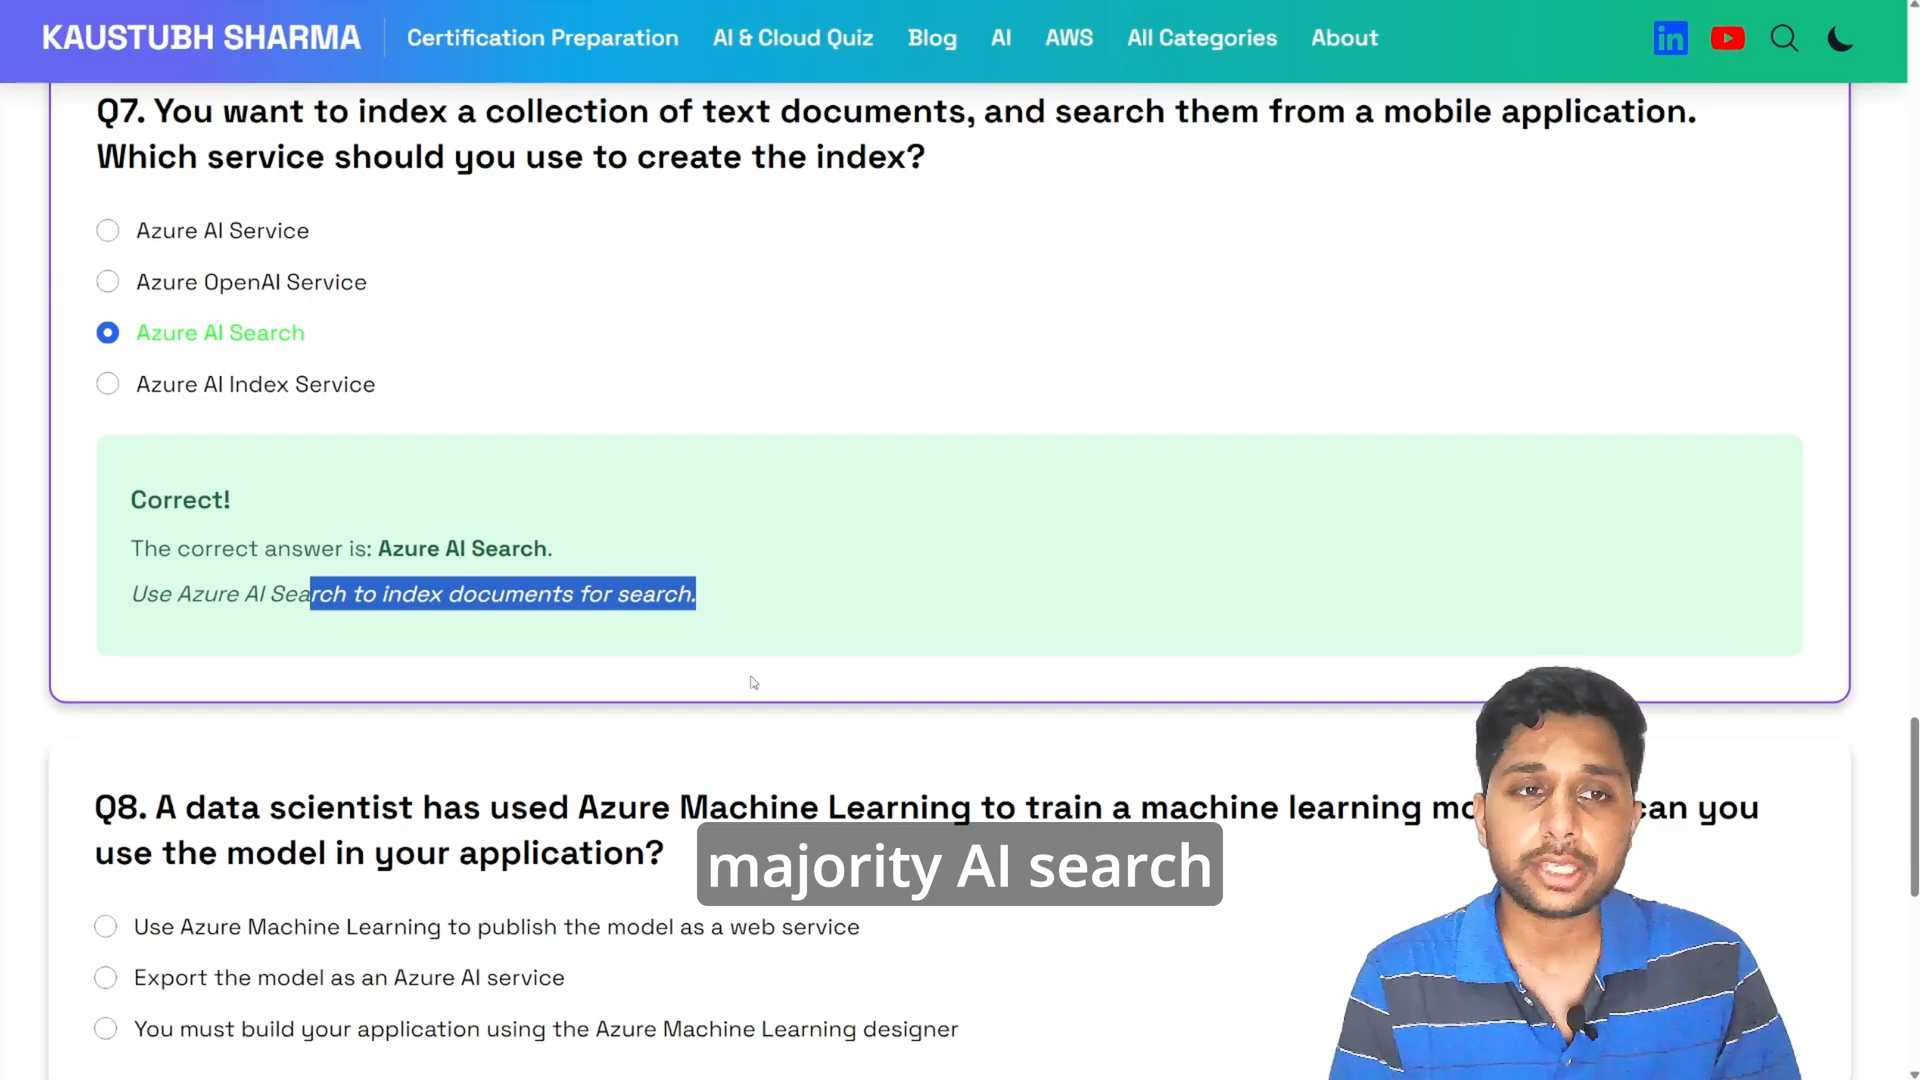 KAUSTUBH SHARMA
Certification Preparation
AI & Cloud Quiz
Blog
AI
AWS
All Categories
About
in
Q7. You want to index a collection of text documents, and search them from a mobile application.
Which service should you use to create the index?
Azure AI Service
Azure OpenAI Service
Azure AI Search
Azure AI Index Service
Correct!
The correct answer is: Azure AI Search.
Use Azure AI Search to index documents for search.
Q8. A data scientist has used Azure Machine Learning to train a machine learning can you
use the model in your application?
majority AI search
Use Azure Machine Learning to publish the model as a web service
Export the model as an Azure AI service
You must build your application using the Azure Machine Learning designer